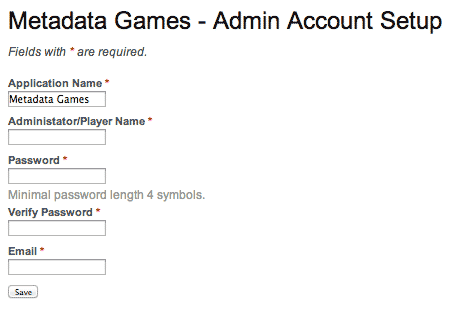 Metadata Games - Admin Account Setup
Fields with * are required.
Application Name *
Metadata Games
Administator/Player Name *
Password *
Minimal password length 4 symbols.
Verify Password *
Email *
Save